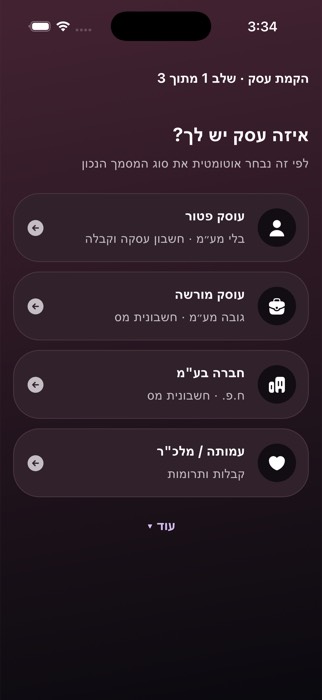 3:34
הקמת עסק · שלב 1 מתוך 3
איזה עסק יש לך?
לפי זה נבחר אוטומטית את סוג המסמך הנכון
עוסק פטור
בלי מע״מ · חשבון עסקה וקבלה
עוסק מורשה
גובה מע״מ · חשבונית מס
חברה בע"מ
ח.פ. · חשבונית מס
עמותה / מלכ"ר
קבלות ותרומות
עוד ▾